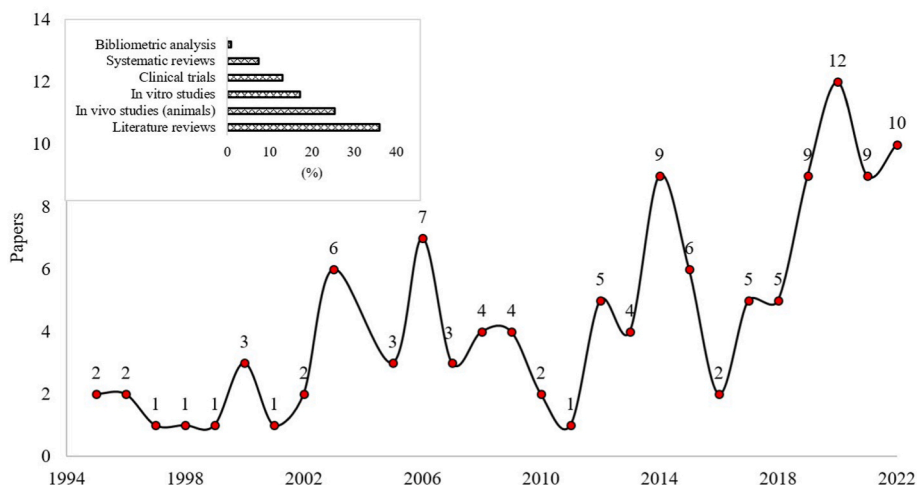 14
12
10
8
6
4
2
0
Papers
Bibliometric analysis
Systematic reviews
Clinical trials
In vitro studies
In vivo studies (animals)
Literature reviews
0 10 20 30 40
(%)
2 2 1 1 1 3 1 2 6 3 7 3 4 4 2 1 5 4 9 6 2 5 5 9 12 9 10
1994 1998 2002 2006 2010 2014 2018 2022